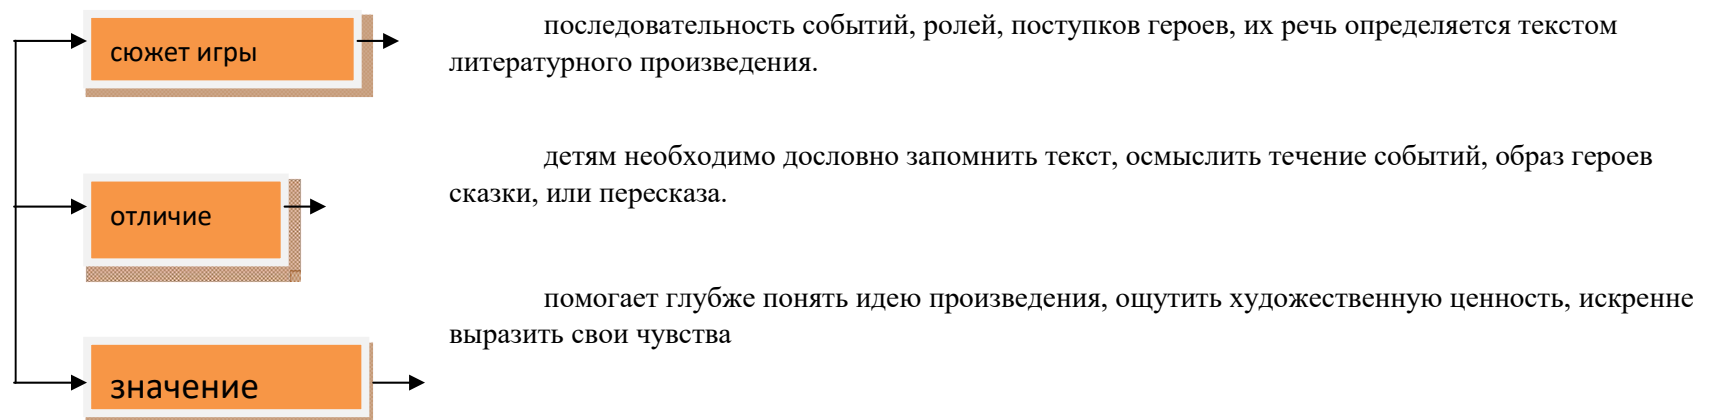 сюжет игры
последовательность событий, ролей, поступков героев, их речь определяется текстом
литературного произведения.
отличие
детям необходимо дословно запомнить текст, осмыслить течение событий, образ героев
сказки, или пересказа.
значение
помогает глубже понять идею произведения, ощутить художественную ценность, искренне
выразить свои чувства